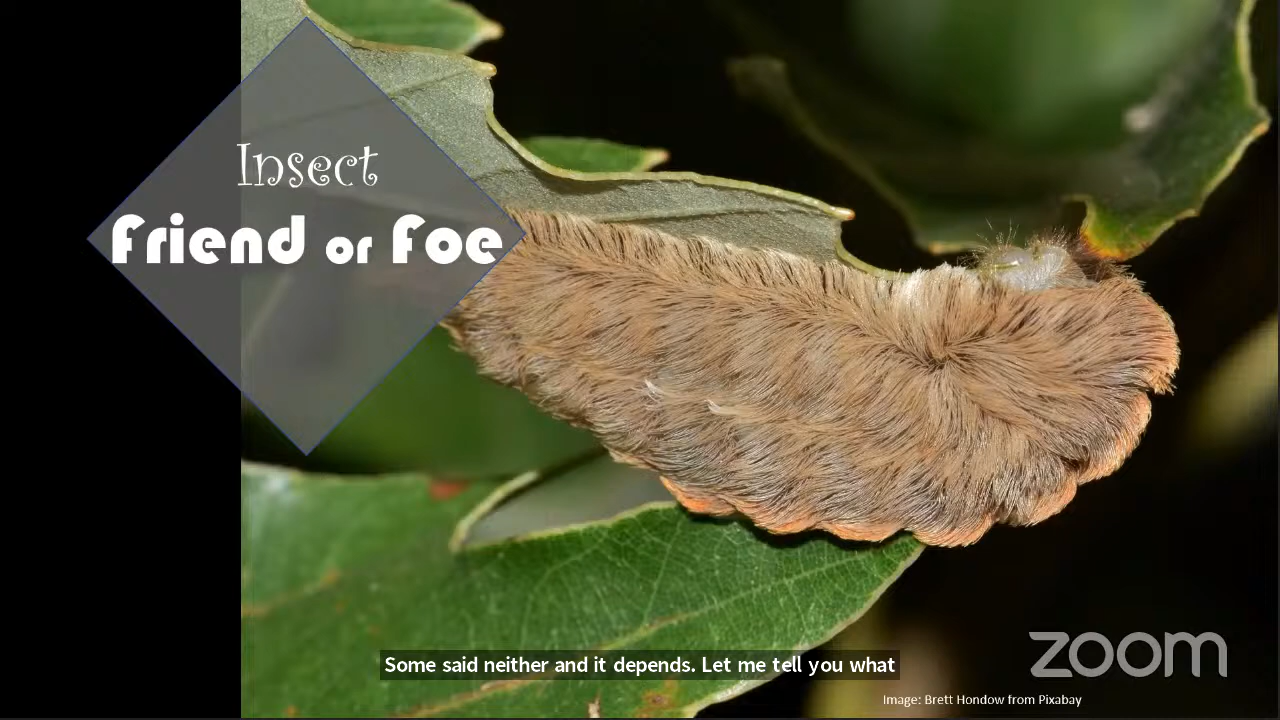 Insect
Friend or Foe
Some said neither and it depends. Let me tell you what
zoom
Image: Brett Hondow from Pixabay